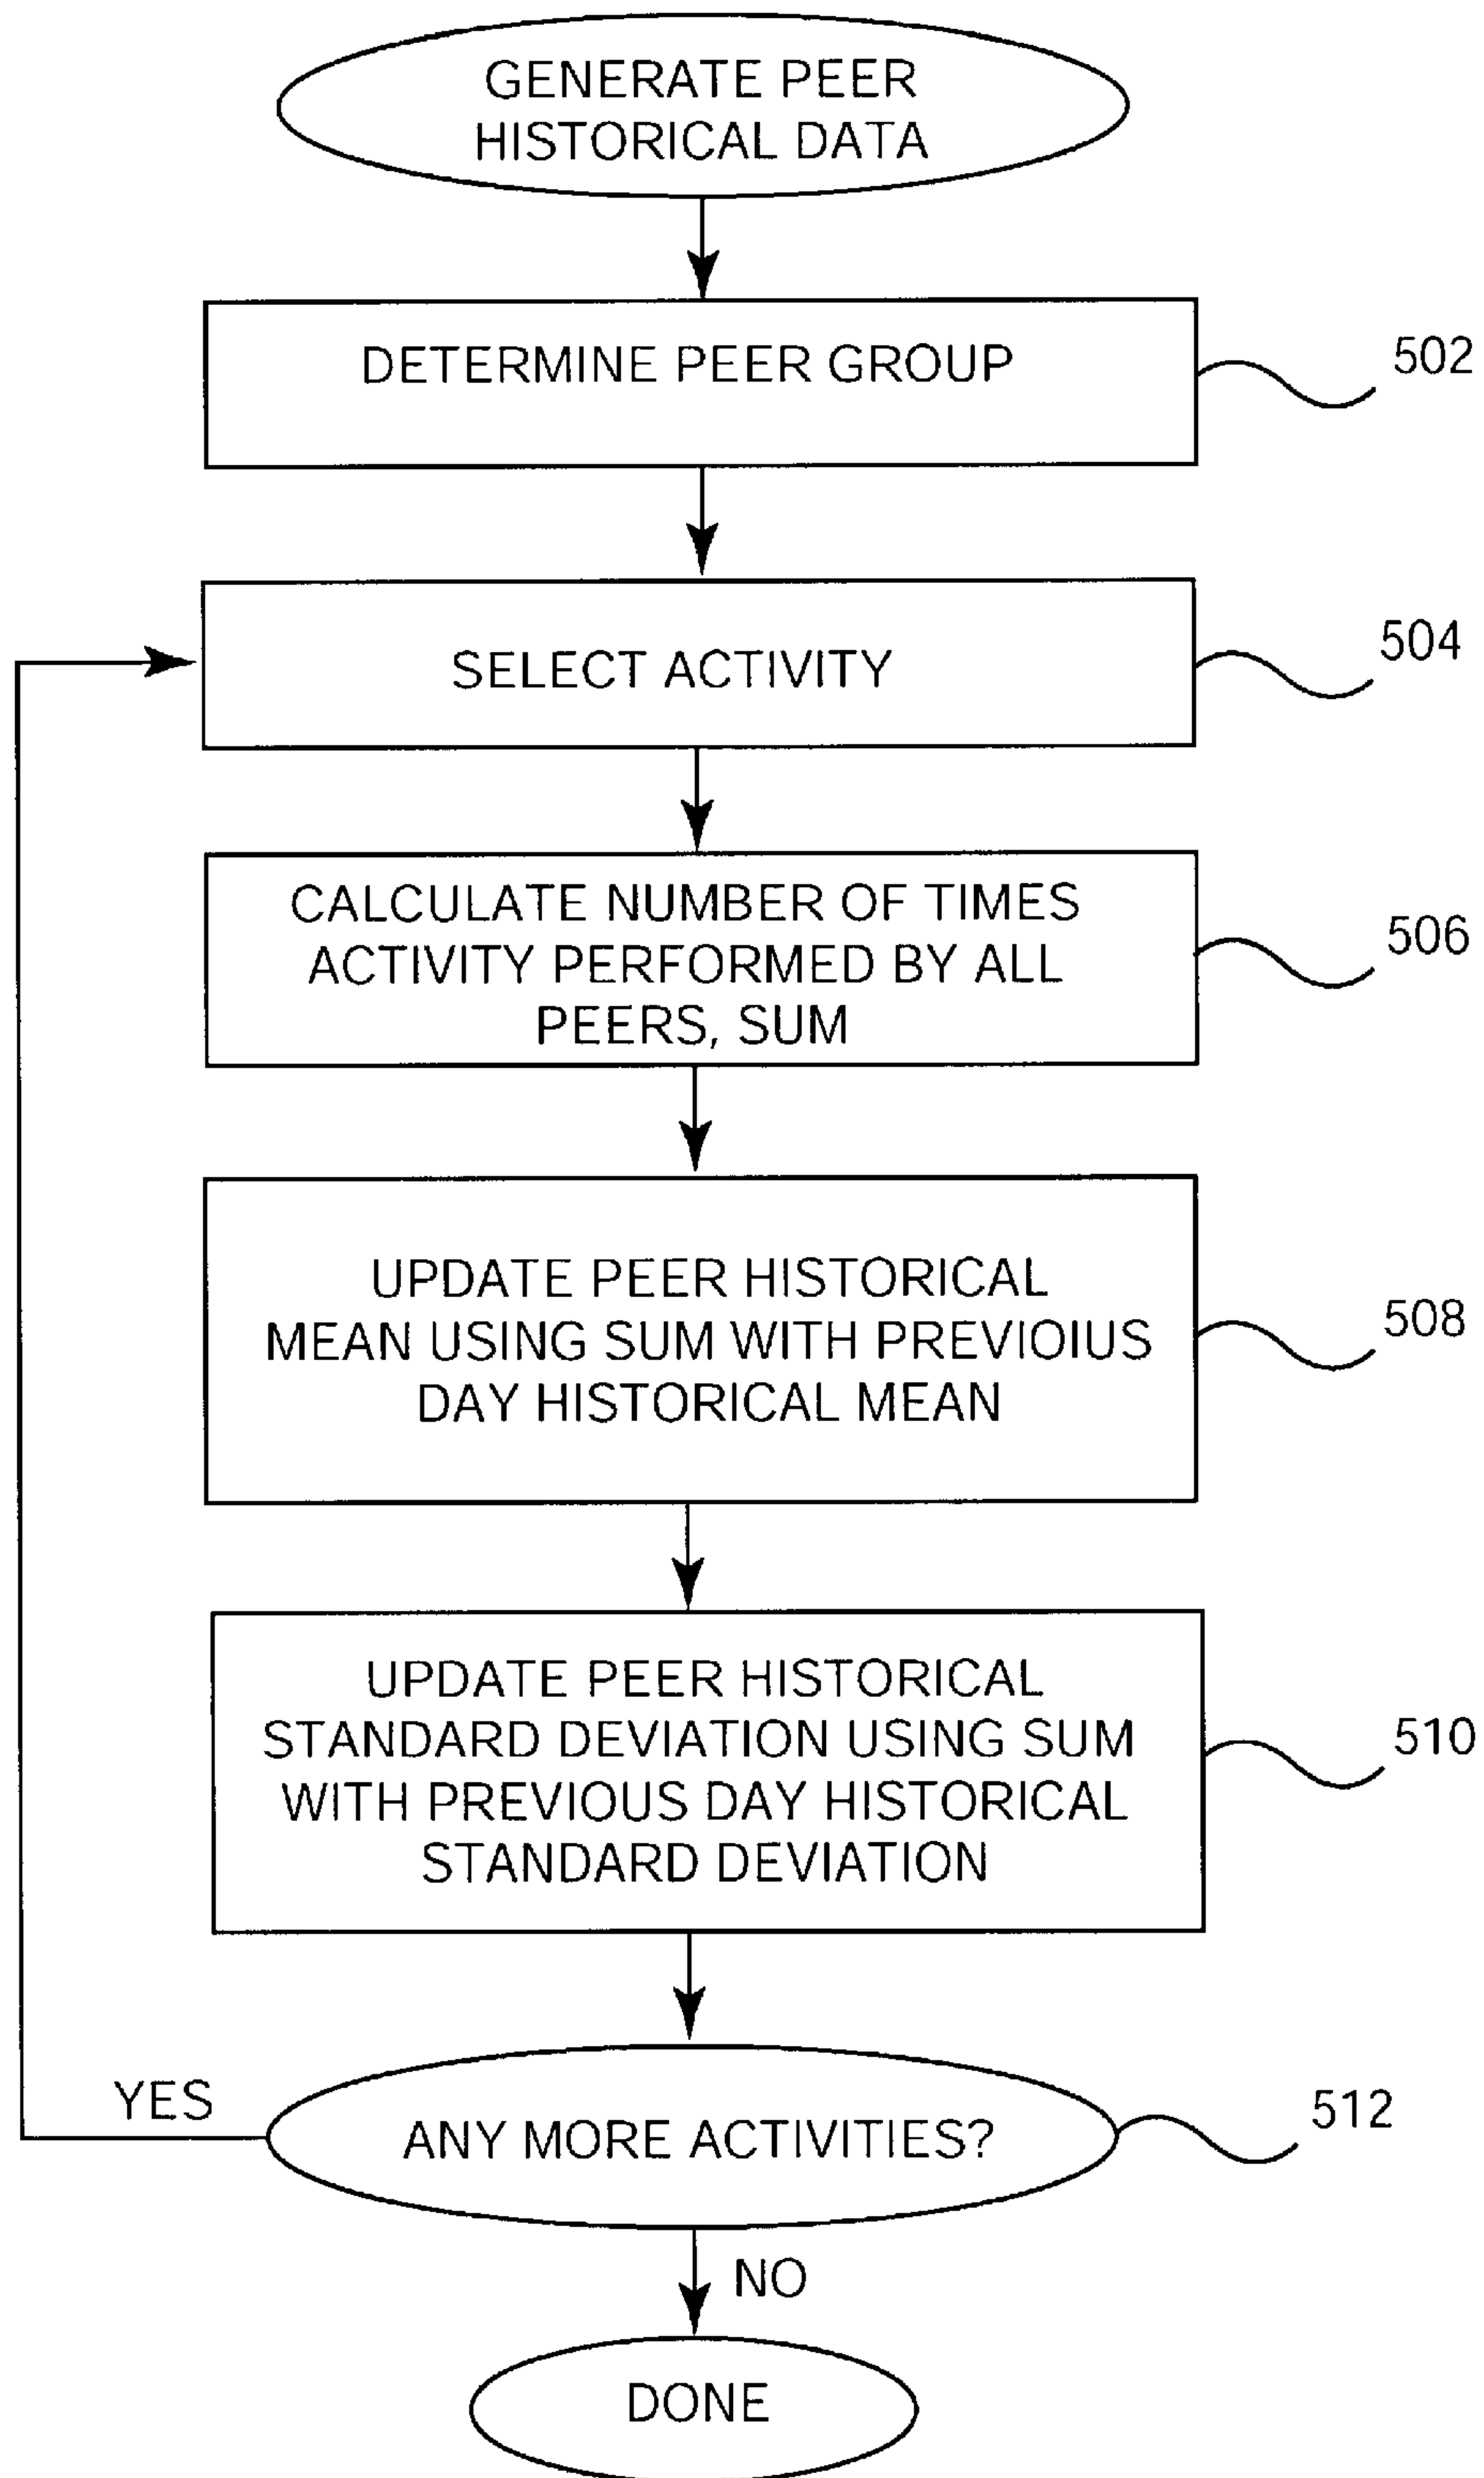 GENERATE PEER
HISTORICAL DATA
DETERMINE PEER GROUP
502
SELECT ACTIVITY
504
CALCULATE NUMBER OF TIMES
ACTIVITY PERFORMED BY ALL
PEERS, SUM
506
UPDATE PEER HISTORICAL
MEAN USING SUM WITH PREVIOIUS
DAY HISTORICAL MEAN
508
UPDATE PEER HISTORICAL
STANDARD DEVIATION USING SUM
WITH PREVIOUS DAY HISTORICAL
STANDARD DEVIATION
510
YES
ANY MORE ACTIVITIES?
512
NO
DONE